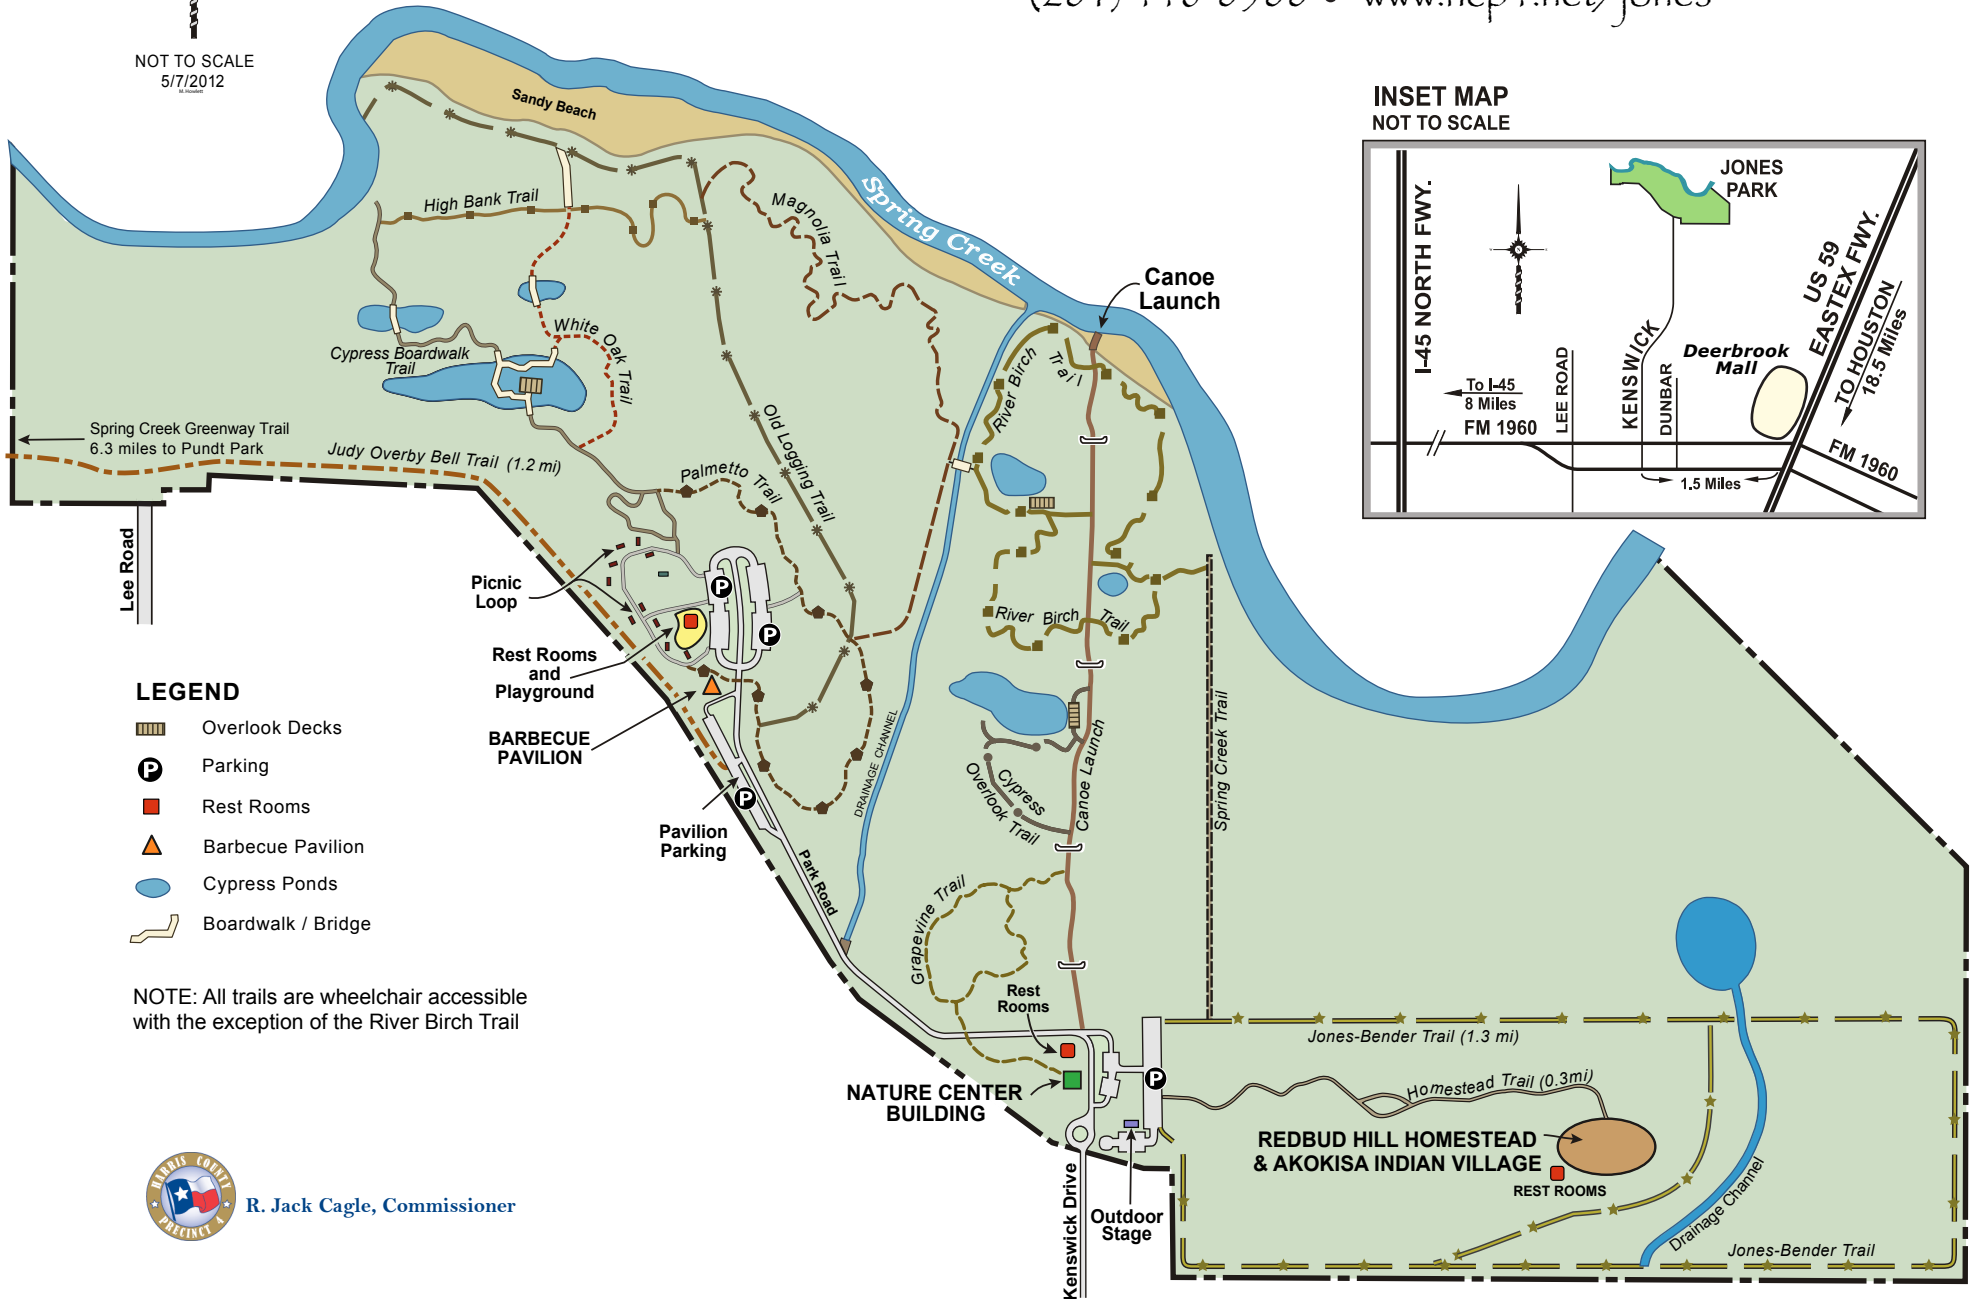 www.hcp4.net/jones
NOT TO SCALE
5/7/2012
M. Howlett
Sandy Beach
Spring Creek
High Bank Trail
Magnolia Trail
Canoe
Launch
White Oak Trail
Cypress Boardwalk
Trail
River Birch
Trail
Spring Creek Greenway Trail
6.3 miles to Pundt Park
Judy Overby Bell Trail (1.2 mi)
Old Logging Trail
Palmetto Trail
Lee Road
Picnic
Loop
P
P
River Birch Trail
Rest Rooms
and
Playground
BARBECUE
PAVILION
DRAINAGE CHANNEL
Cypress
Overlook Trail
Canoe Launch
Spring Creek Trail
P
Pavilion
Parking
Park Road
Grapevine Trail
Rest
Rooms
NATURE CENTER
BUILDING
P
Jones-Bender Trail (1.3 mi)
Homestead Trail (0.3mi)
REDBUD HILL HOMESTEAD
& AKOKISA INDIAN VILLAGE
REST ROOMS
Drainage Channel
Jones-Bender Trail
Outdoor
Stage
Kenswick Drive
INSET MAP
NOT TO SCALE
JONES
PARK
I-45 NORTH FWY.
N
US 59
EASTEX FWY.
TO HOUSTON
18.5 Miles
KENSWICK
Deerbrook
Mall
LEE ROAD
DUNBAR
To I-45
8 Miles
FM 1960
FM 1960
1.5 Miles
LEGEND
Overlook Decks
P Parking
Rest Rooms
Barbecue Pavilion
Cypress Ponds
Boardwalk / Bridge
NOTE: All trails are wheelchair accessible
with the exception of the River Birch Trail
HARRIS COUNTY
PRECINCT 4
R. Jack Cagle, Commissioner